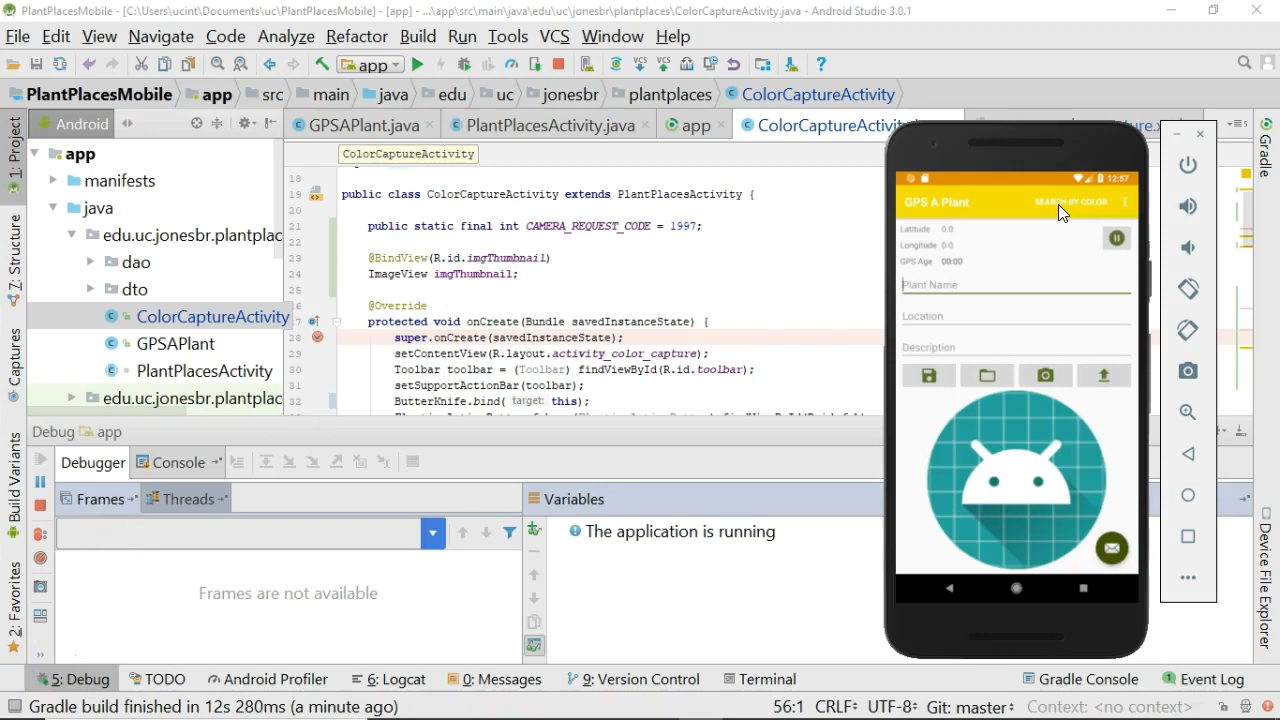 PlantPlacesMobile - [C:\Users\ucint\Documents\uc\PlantPlacesMobile] - [app] - ...\app\src\main\java\edu\uc\jonesbr\plantplaces\ColorCaptureActivity.java - Android Studio 3.0.1
File Edit View Navigate Code Analyze Refactor Build Run Tools VCS Window Help
app
VCS VCS
PlantPlacesMobile app src main java edu uc jonesbr plantplaces ColorCaptureActivity
Android
GPSAPlant.java PlantPlacesActivity.java app ColorCaptureActivity
ColorCaptureActivity
1: Project
7: Structure
Captures
Build Variants
2: Favorites
app
manifests
java
edu.uc.jonesbr.plantplac
dao
dto
ColorCaptureActivity
GPSAPlant
PlantPlacesActivity
edu.uc.jonesbr.plantplac
18
19 public class ColorCaptureActivity extends PlantPlacesActivity {
20
21 public static final int CAMERA_REQUEST_CODE = 1997;
22
23 @BindView(R.id.imgThumbnail)
24 ImageView imgThumbnail;
25
@Override
protected void onCreate(Bundle savedInstanceState) {
28 super.onCreate(savedInstanceState);
29 setContentView(R.layout.activity_color_capture);
30 Toolbar toolbar = (Toolbar) findViewById(R.id.toolbar);
31 setSupportActionBar(toolbar);
32 ButterKnife.bind( target: this);
12:57
GPS A Plant SEARCH BY COLOR
Latitude 0.0
Longitude 0.0
GPS Age 00:00
Plant Name
Location
Description
Gradle
Device File Explorer
Debug app
Debugger Console
Frames Threads Variables
The application is running
Frames are not available
5: Debug TODO Android Profiler 6: Logcat 0: Messages 9: Version Control Terminal Gradle Console 1 Event Log
Gradle build finished in 12s 280ms (a minute ago) 56:1 CRLF UTF-8 Git: master Context: <no context>